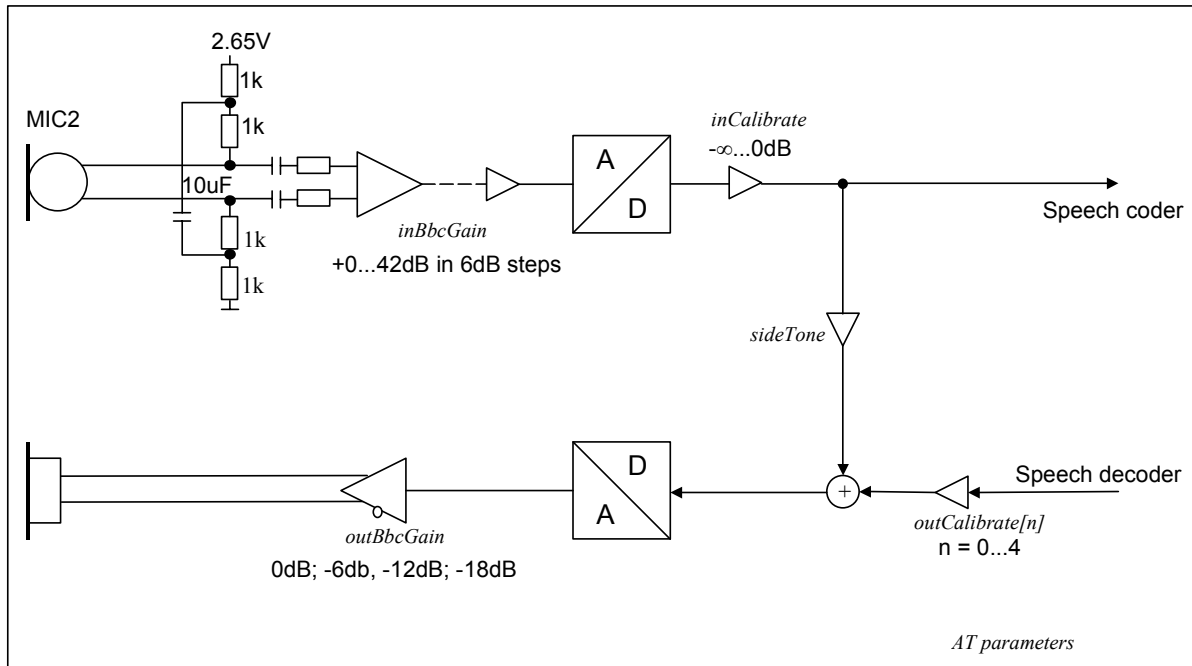 2.65V
1k
MIC2
1k
10uF
1k
1k
inBbcGain
+0...42dB in 6dB steps
A
D
inCalibrate
-∞...0dB
Speech coder
sideTone
D
A
+
Speech decoder
outCalibrate[n]
n = 0...4
outBbcGain
0dB; -6db, -12dB; -18dB
AT parameters